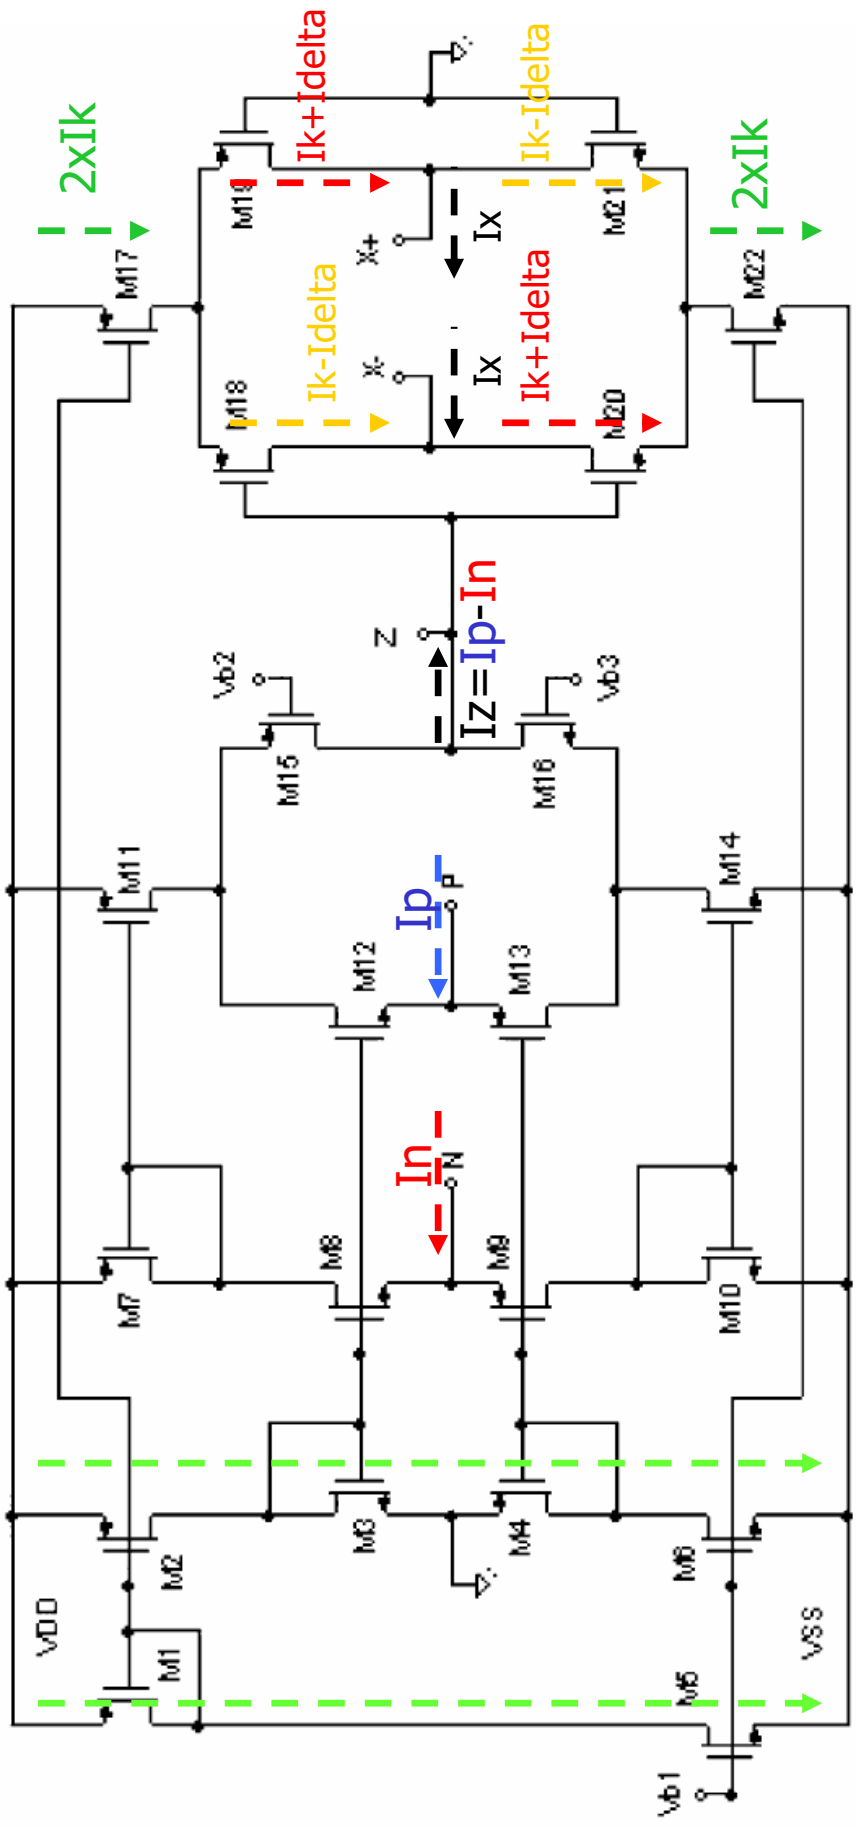 VDD
M1
M2
M3
M4
M5
M6
VSS
Vb1
M7
M8
M9
M10
In
N
M11
M12
M13
M14
Ip
P
M15
M16
Vb2
Vb3
Z
Iz=Ip-In
M17
M18
M19
M20
M21
M22
X-
X+
Ix
Ix
2xIk
2xIk
Ik-Idelta
Ik+Idelta
Ik+Idelta
Ik-Idelta